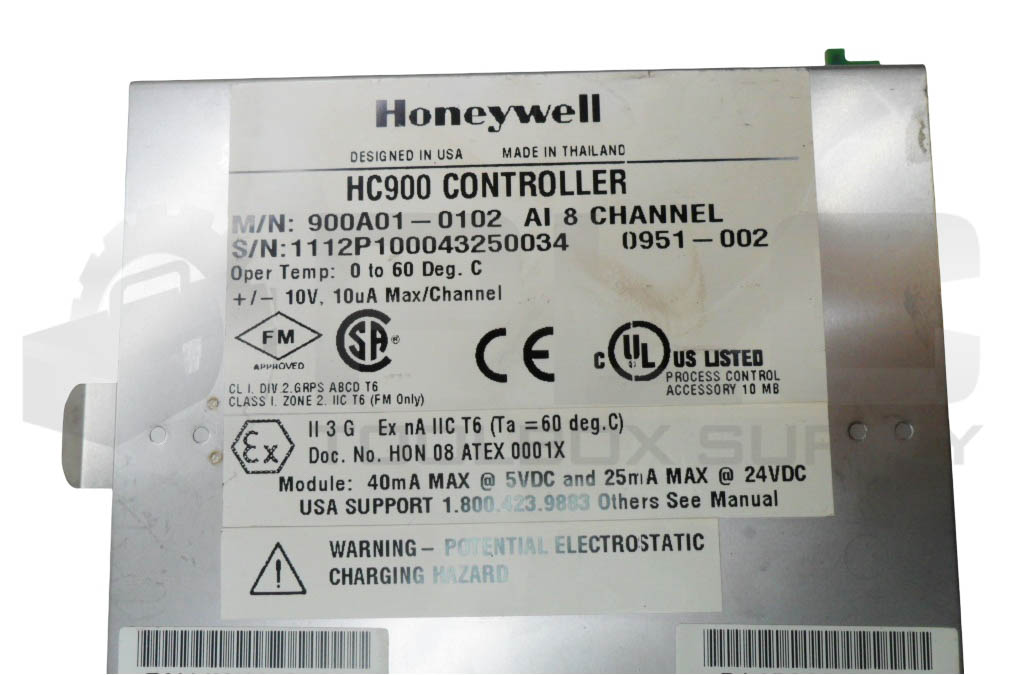 Honeywell
DESIGNED IN USA MADE IN THAILAND
HC900 CONTROLLER
M/N: 900A01-0102 AI 8 CHANNEL
S/N:1112P100043250034 0951-002
Oper Temp: 0 to 60 Deg. C
+/- 10V, 10uA Max/Channel
FM
APPROVED
SA ®
CE
C UL US LISTED
PROCESS CONTROL
ACCESSORY 10 MB
CL I, DIV 2.GRPS ABCD T6
CLASS I. ZONE 2. IIC T6 (FM Only)
Ex
II 3 G Ex nA IIC T6 (Ta =60 deg.C)
Doc. No. HON 08 ATEX 0001X
Module: 40mA MAX @ 5VDC and 25mA MAX @ 24VDC
USA SUPPORT 1.800.423.9883 Others See Manual
WARNING- POTENTIAL ELECTROSTATIC
CHARGING HAZARD